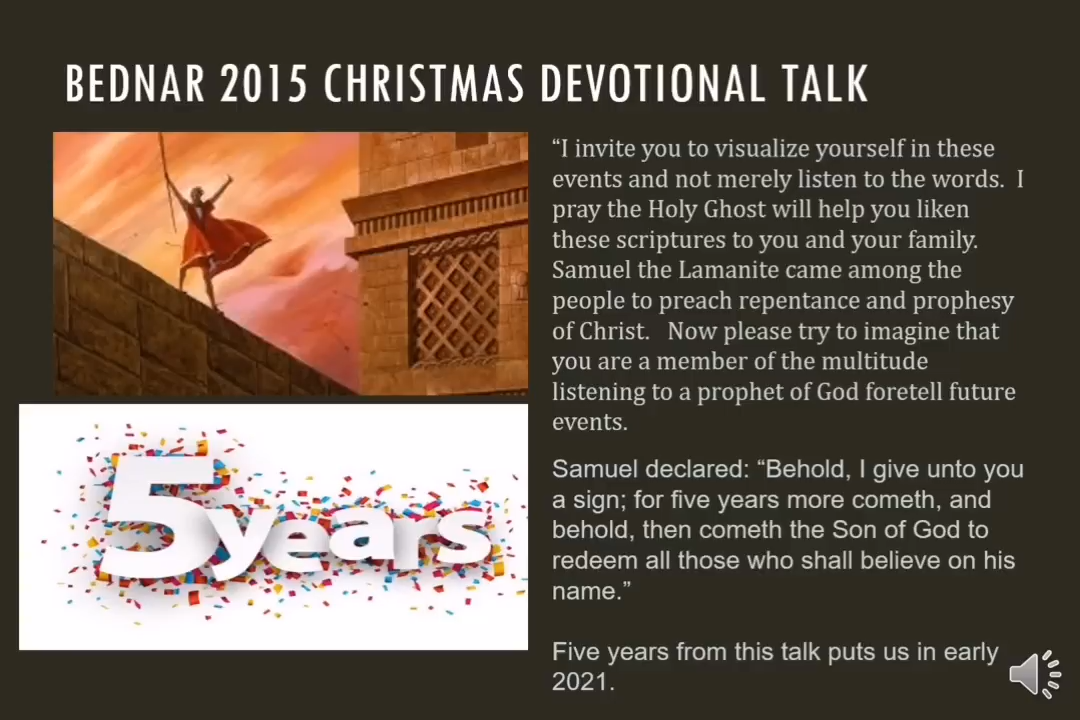 BEDNAR 2015 CHRISTMAS DEVOTIONAL TALK
“I invite you to visualize yourself in these
events and not merely listen to the words.  I
pray the Holy Ghost will help you liken
these scriptures to you and your family.
Samuel the Lamanite came among the
people to preach repentance and prophesy
of Christ.   Now please try to imagine that
you are a member of the multitude
listening to a prophet of God foretell future
events.
Samuel declared: “Behold, I give unto you
a sign; for five years more cometh, and
behold, then cometh the Son of God to
redeem all those who shall believe on his
name.”
Five years from this talk puts us in early
2021.
5years